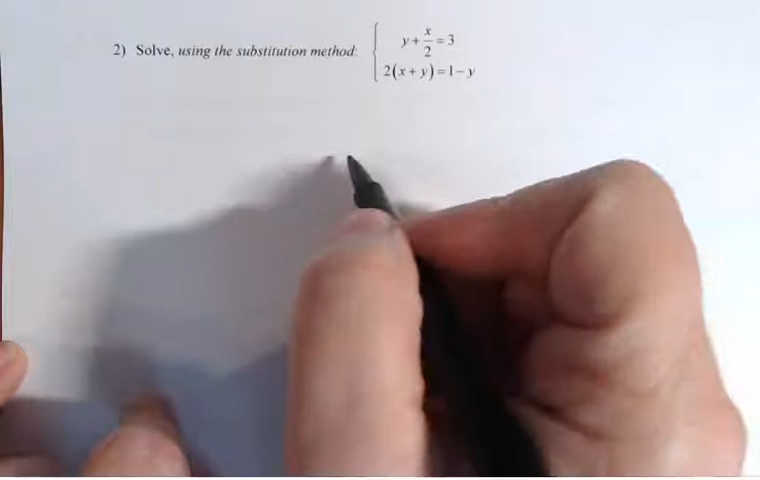 2) Solve, using the substitution method: { y + x/2 = 3
2(x + y) = 1 − y